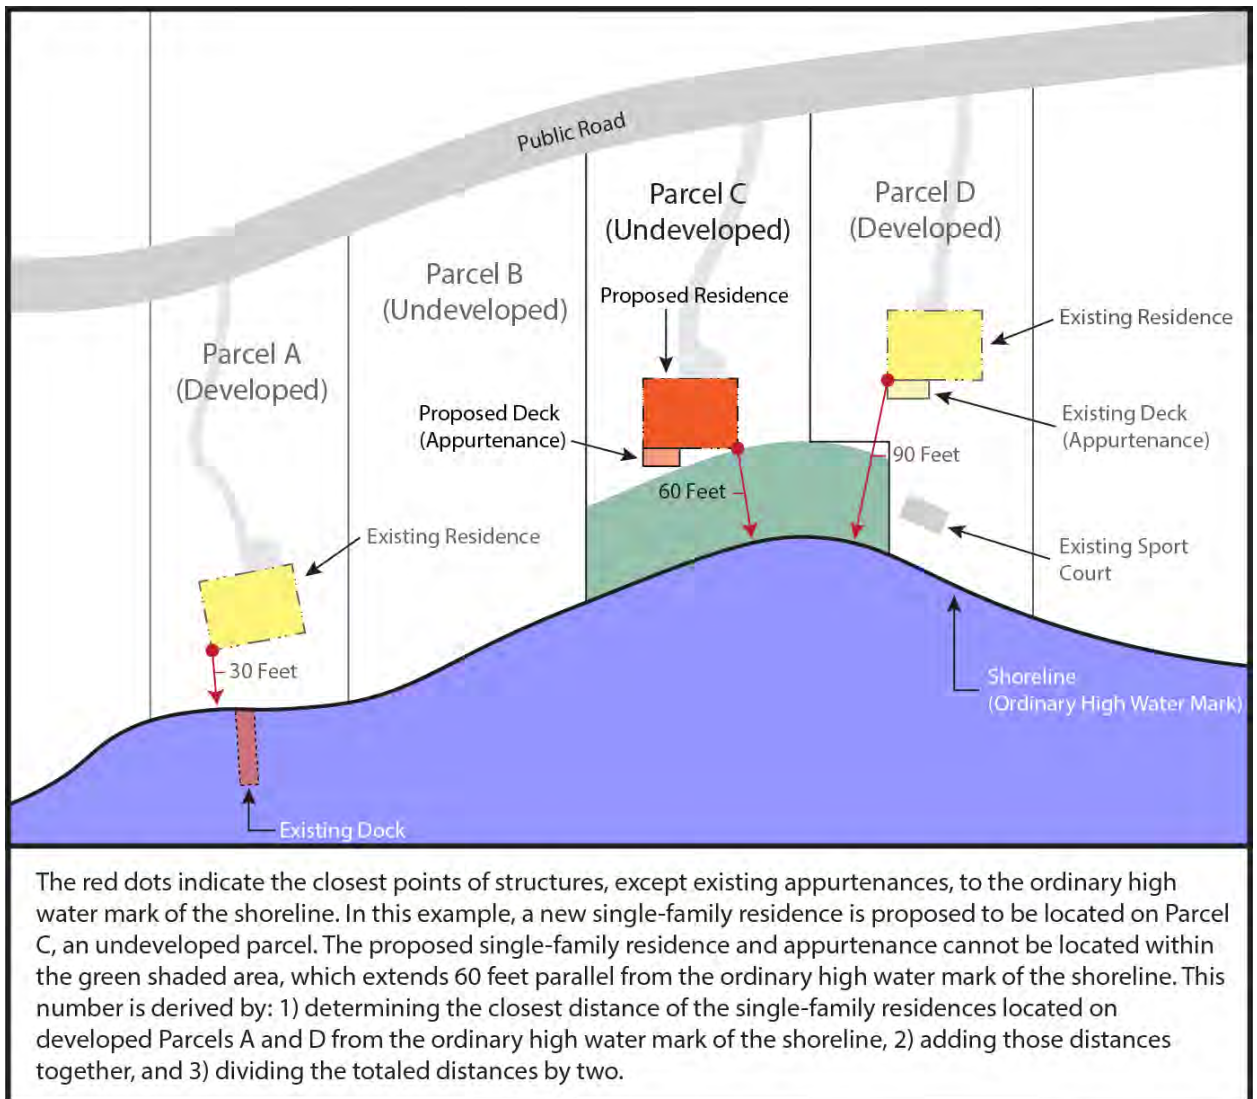 Public Road
Parcel C
(Undeveloped)
Parcel D
(Developed)
Parcel B
(Undeveloped)
Proposed Residence
Existing Residence
Parcel A
(Developed)
Proposed Deck
(Appurtenance)
Existing Deck
(Appurtenance)
90 Feet
60 Feet
Existing Residence
Existing Sport
Court
30 Feet
Shoreline
(Ordinary High Water Mark)
Existing Dock
The red dots indicate the closest points of structures, except existing appurtenances, to the ordinary high
water mark of the shoreline. In this example, a new single-family residence is proposed to be located on Parcel
C, an undeveloped parcel. The proposed single-family residence and appurtenance cannot be located within
the green shaded area, which extends 60 feet parallel from the ordinary high water mark of the shoreline. This
number is derived by: 1) determining the closest distance of the single-family residences located on
developed Parcels A and D from the ordinary high water mark of the shoreline, 2) adding those distances
together, and 3) dividing the totaled distances by two.